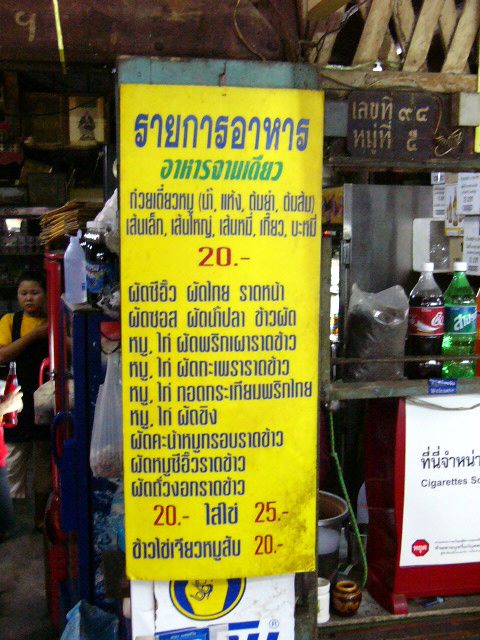 รายการอาหาร
อาหารจานเดียว
ก๋วยเตี๋ยวหมู (น้ำ, แห้ง, ต้มยำ, ต้มส้ม)
เส้นเล็ก, เส้นใหญ่, เส้นหมี่, เกี้ยว, บะหมี่
20.-
ผัดซีอิ๊ว ผัดไทย ราดหน้า
ผัดซอส ผัดน้ำปลา ข้าวผัด
หมู, ไก่ ผัดพริกเผาราดข้าว
หมู, ไก่ ผัดกะเพราราดข้าว
หมู, ไก่ ทอดกระเทียมพริกไทย
หมู, ไก่ ผัดขิง
ผัดคะน้าหมูกรอบราดข้าว
ผัดหมูซีอิ๊วราดข้าว
ผัดถั่วงอกราดข้าว
20.- ใส่ไข่ 25.-
ข้าวไข่เจียวหมูสับ 20.-
เลขที่ ๙๔
หมู่ที่ ๕
ที่นี่จำหน่
Cigarettes So
หยุด